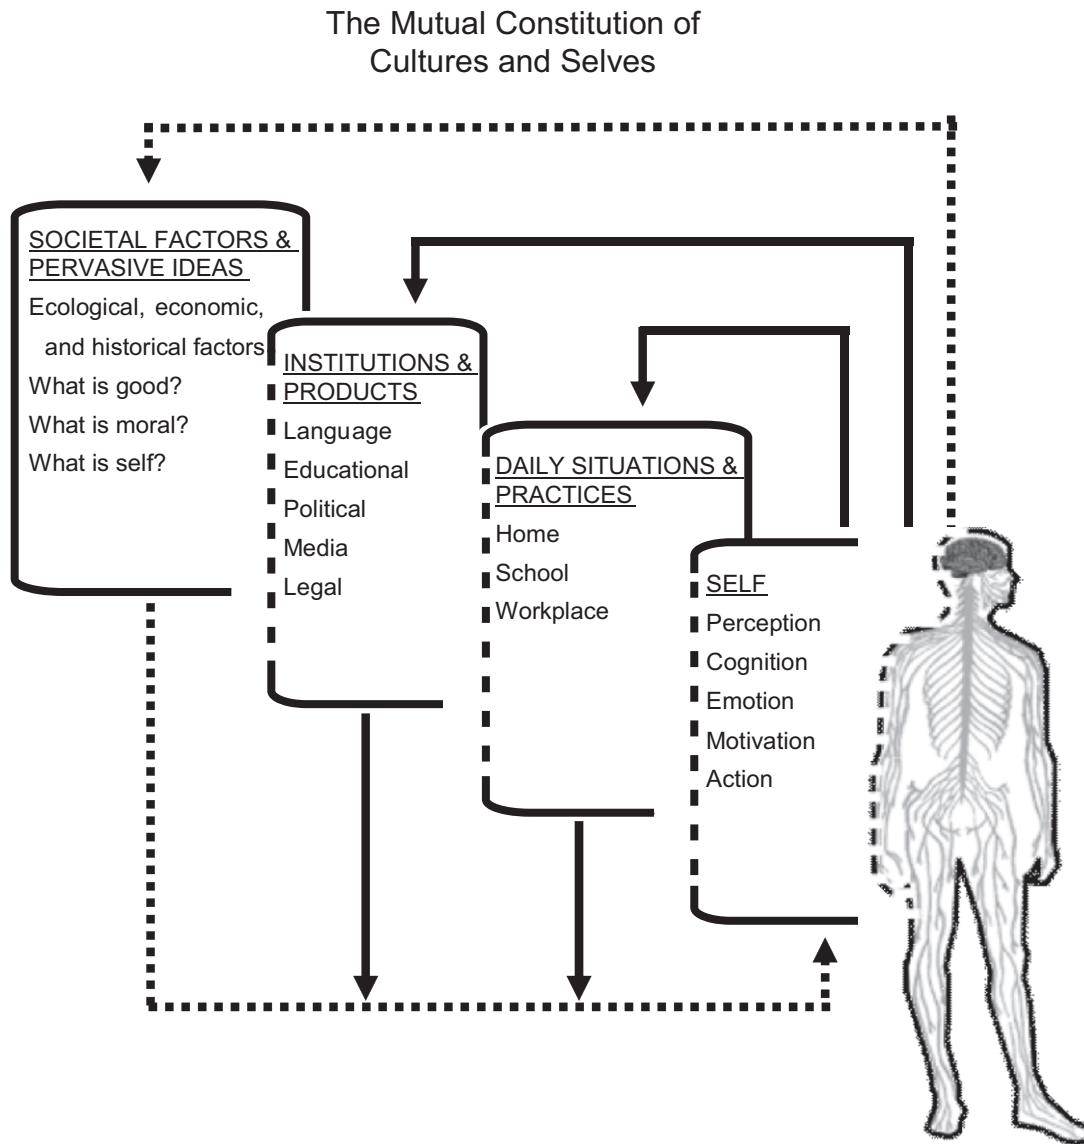 The Mutual Constitution of
Cultures and Selves
SOCIETAL FACTORS &
PERVASIVE IDEAS
Ecological, economic,
and historical factors
What is good?
What is moral?
What is self?
INSTITUTIONS &
PRODUCTS
Language
Educational
Political
Media
Legal
DAILY SITUATIONS &
PRACTICES
Home
School
Workplace
SELF
Perception
Cognition
Emotion
Motivation
Action